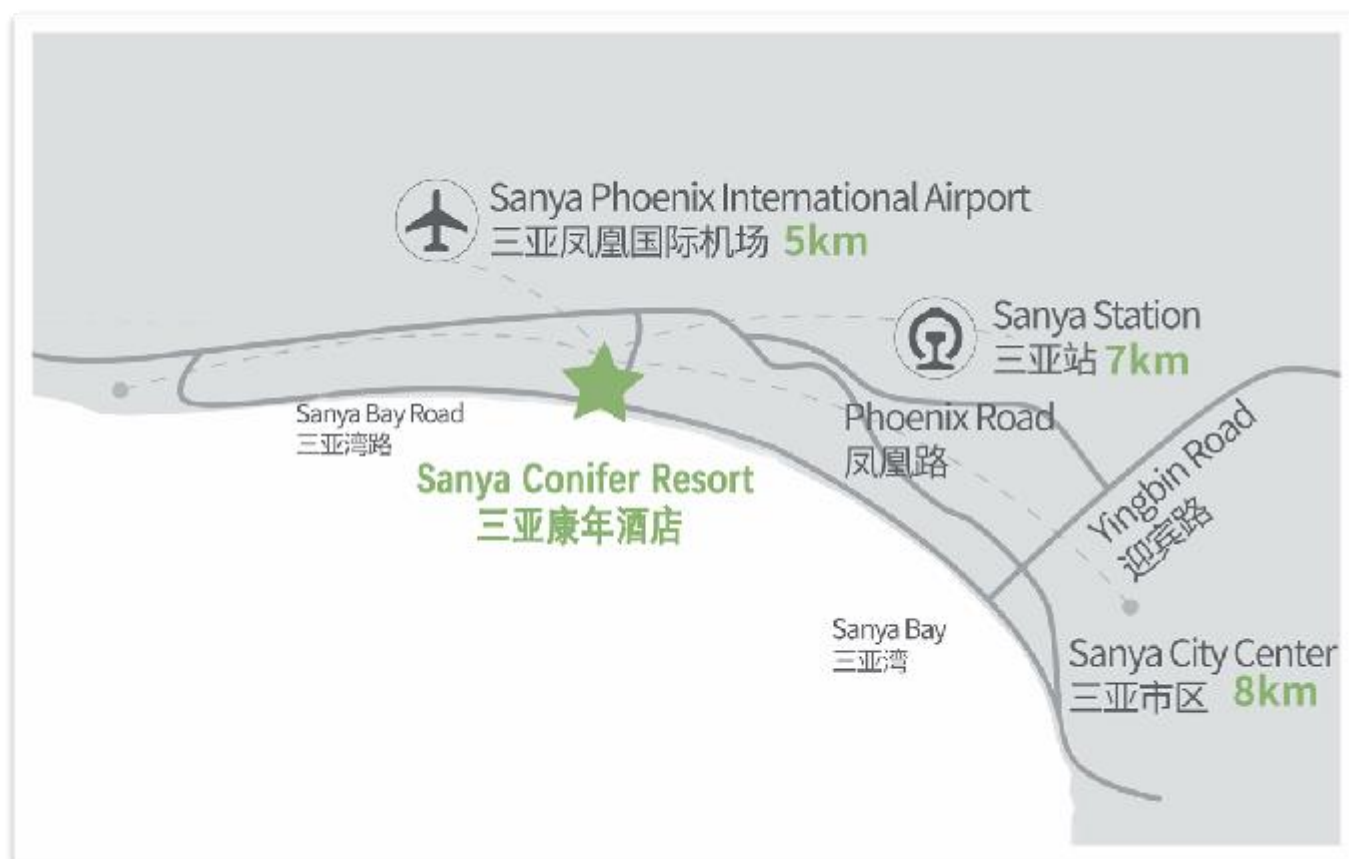 Sanya Phoenix International Airport
三亚凤凰国际机场 5km
Sanya Station
三亚站 7km
Sanya Bay Road
三亚湾路
Phoenix Road
凤凰路
Yingbin Road
迎宾路
Sanya Conifer Resort
三亚康年酒店
Sanya Bay
三亚湾
Sanya City Center
三亚市区 8km